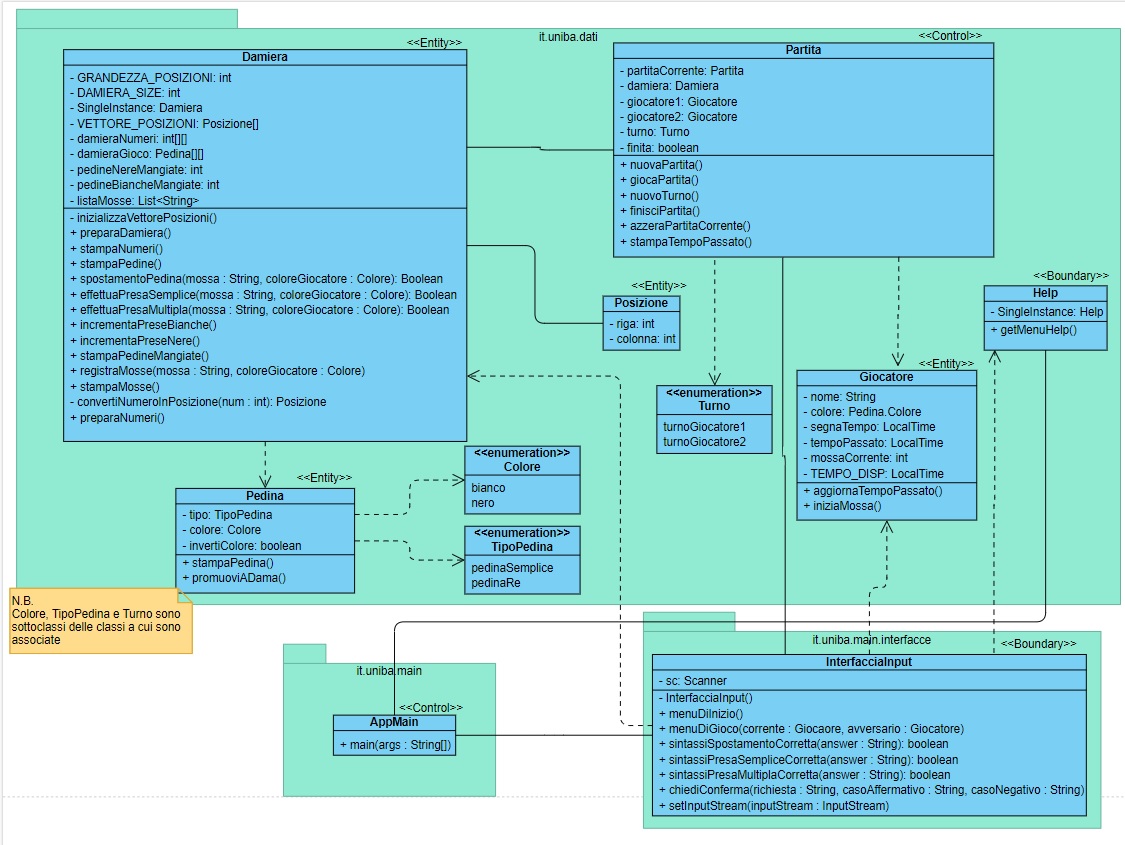 it.uniba.dati
<<Entity>>
Damiera
- GRANDEZZA_POSIZIONI: int
- DAMIERA_SIZE: int
- SingleInstance: Damiera
- VETTORE_POSIZIONI: Posizione[]
- damieraNumeri: int[][]
- damieraGioco: Pedina[][]
- pedineNereMangiate: int
- pedineBiancheMangiate: int
- listaMosse: List<String>
- inizializzaVettorePosizioni()
+ preparaDamiera()
+ stampaNumeri()
+ stampaPedine()
+ spostamentoPedina(mossa : String, coloreGiocatore : Colore): Boolean
+ effettuaPresaSemplice(mossa : String, coloreGiocatore : Colore): Boolean
+ effettuaPresaMultipla(mossa : String, coloreGiocatore : Colore): Boolean
+ incrementaPreseBianche()
+ incrementaPreseNere()
+ stampaPedineMangiate()
+ registraMosse(mossa : String, coloreGiocatore : Colore)
+ stampaMosse()
- convertiNumeroInPosizione(num : int): Posizione
+ preparaNumeri()
<<Control>>
Partita
- partitaCorrente: Partita
- damiera: Damiera
- giocatore1: Giocatore
- giocatore2: Giocatore
- turno: Turno
- finita: boolean
+ nuovaPartita()
+ giocaPartita()
+ nuovoTurno()
+ finisciPartita()
+ azzeraPartitaCorrente()
+ stampaTempoPassato()
<<Entity>>
Posizione
- riga: int
- colonna: int
<<Boundary>>
Help
- SingleInstance: Help
+ getMenuHelp()
<<enumeration>>
Turno
turnoGiocatore1
turnoGiocatore2
<<Entity>>
Giocatore
- nome: String
- colore: Pedina.Colore
- segnaTempo: LocalTime
- tempoPassato: LocalTime
- mossaCorrente: int
- TEMPO_DISP: LocalTime
+ aggiornaTempoPassato()
+ iniziaMossa()
<<Entity>>
Pedina
- tipo: TipoPedina
- colore: Colore
- invertiColore: boolean
+ stampaPedina()
+ promuoviADama()
<<enumeration>>
Colore
bianco
nero
<<enumeration>>
TipoPedina
pedinaSemplice
pedinaRe
N.B.
Colore, TipoPedina e Turno sono
sottoclassi delle classi a cui sono
associate
it.uniba.main
<<Control>>
AppMain
+ main(args : String[])
it.uniba.main.interfacce
<<Boundary>>
InterfacciaInput
- sc: Scanner
- InterfacciaInput()
+ menuDiInizio()
+ menuDiGioco(corrente : Giocaore, avversario : Giocatore)
+ sintassiSpostamentoCorretta(answer : String): boolean
+ sintassiPresaSempliceCorretta(answer : String): boolean
+ sintassiPresaMultiplaCorretta(answer : String): boolean
+ chiediConferma(richiesta : String, casoAffermativo : String, casoNegativo : String)
+ setInputStream(inputStream : InputStream)